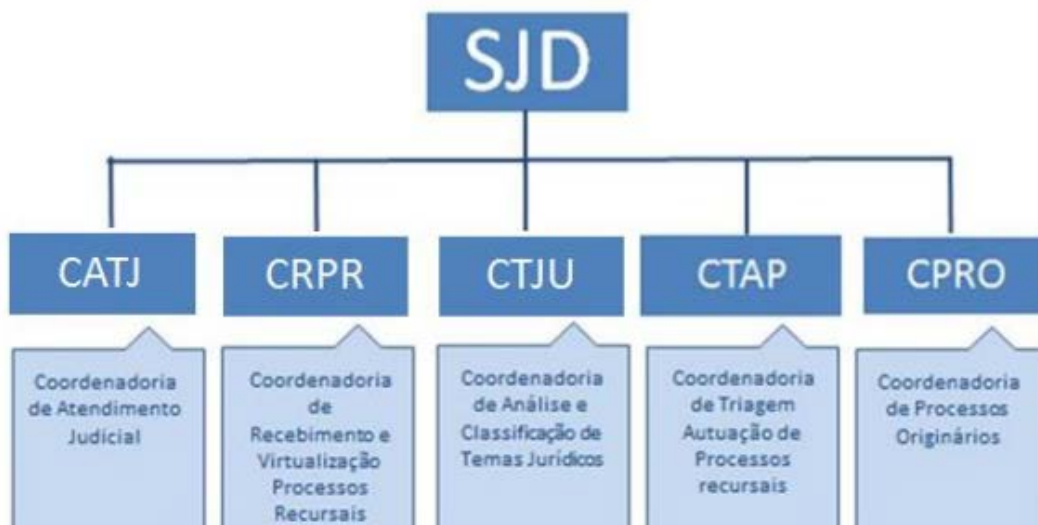 SJD
CATJ
CRPR
CTJU
CTAP
CPRO
Coordenadoria
de Atendimento
Judicial
Coordenadoria
de
Recebimento e
Virtualização
Processos
Recursais
Coordenadoria
de Análise e
Classificação de
Temas Jurídicos
Coordenadoria
de Triagem
Autuação de
Processos
recursais
Coordenadoria
de Processos
Originários